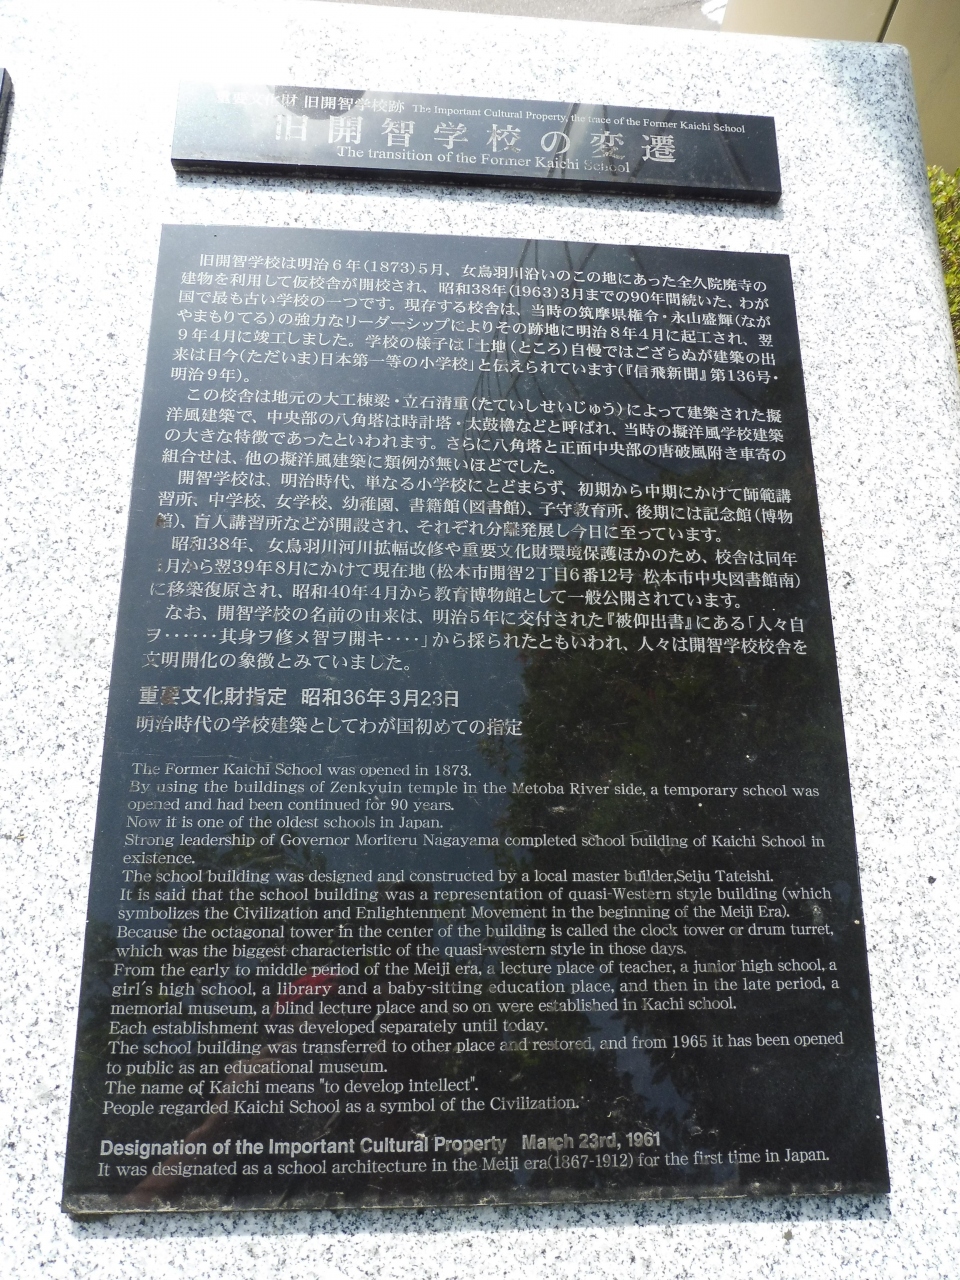 重要文化財 旧開智学校跡 The Important Cultural Property, the trace of the Former Kaichi School
旧開智学校の変遷
The transition of the Former Kaichi School
旧開智学校は明治6年(1873)5月、女鳥羽川沿いのこの地にあった全久院廃寺の
建物を利用して仮校舎が開校され、昭和38年(1963)3月までの90年間続いた、わが
国で最も古い学校の一つです。現存する校舎は、当時の筑摩県権令・永山盛輝(なが
やまもりてる)の強力なリーダーシップによりその跡地に明治8年4月に起工され、翌
9年4月に竣工しました。学校の様子は「土地(ところ)自慢ではござらぬが建築の出
来は目今(ただいま)日本第一等の小学校」と伝えられています(『信飛新聞』第136号・
明治9年)。
この校舎は地元の大工棟梁・立石清重(たていしせいじゅう)によって建築された擬
洋風建築で、中央部の八角塔は時計塔・太鼓櫓などと呼ばれ、当時の擬洋風学校建築
の大きな特徴であったといわれます。さらに八角塔と正面中央部の唐破風附き車寄の
組合せは、他の擬洋風建築に類例が無いほどでした。
開智学校は、明治時代、単なる小学校にとどまらず、初期から中期にかけて師範講
習所、中学校、女学校、幼稚園、書籍館(図書館)、子守教育所、後期には記念館(博物
館)、盲人講習所などが開設され、それぞれ分離発展し今日に至っています。
昭和38年、女鳥羽川河川拡幅改修や重要文化財環境保護ほかのため、校舎は同年
1月から翌39年8月にかけて現在地(松本市開智2丁目6番12号 松本市中央図書館南)
に移築復原され、昭和40年4月から教育博物館として一般公開されています。
なお、開智学校の名前の由来は、明治5年に交付された『被仰出書』にある「人々自
ヲ‥‥‥其身ヲ修メ智ヲ開キ‥‥」から採られたともいわれ、人々は開智学校校舎を
文明開化の象徴とみていました。
重要文化財指定 昭和36年3月23日
明治時代の学校建築としてわが国初めての指定
The Former Kaichi School was opened in 1873.
By using the buildings of Zenkyuin temple in the Metoba River side, a temporary school was
opened and had been continued for 90 years.
Now it is one of the oldest schools in Japan.
Strong leadership of Governor Moriteru Nagayama completed school building of Kaichi School in
existence.
The school building was designed and constructed by a local master builder,Seiju Tateishi.
It is said that the school building was a representation of quasi-Western style building (which
symbolizes the Civilization and Enlightenment Movement in the beginning of the Meiji Era).
Because the octagonal tower in the center of the building is called the clock tower or drum turret,
which was the biggest characteristic of the quasi-western style in those days.
From the early to middle period of the Meiji era, a lecture place of teacher, a junior high school, a
girl's high school, a library and a baby-sitting education place, and then in the late period, a
memorial museum, a blind lecture place and so on were established in Kachi school.
Each establishment was developed separately until today.
The school building was transferred to other place and restored, and from 1965 it has been opened
to public as an educational museum.
The name of Kaichi means "to develop intellect".
People regarded Kaichi School as a symbol of the Civilization.
Designation of the Important Cultural Property March 23rd, 1961
It was designated as a school architecture in the Meiji era(1867-1912) for the first time in Japan.